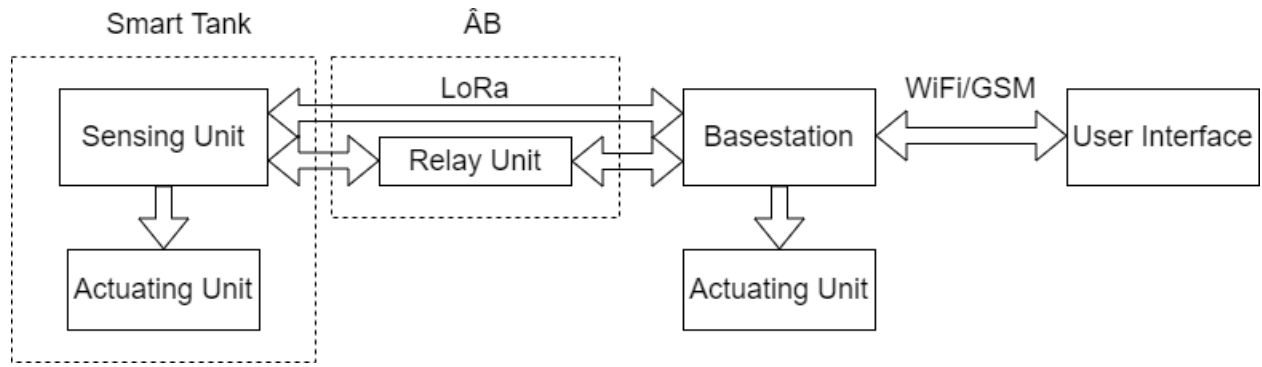 Smart Tank
ÂB
LoRa
WiFi/GSM
Sensing Unit
Relay Unit
Basestation
User Interface
Actuating Unit
Actuating Unit